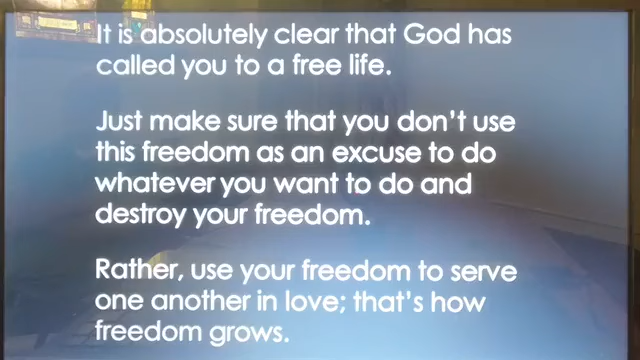 It is absolutely clear that God has
called you to a free life.
Just make sure that you don't use
this freedom as an excuse to do
whatever you want to do and
destroy your freedom.
Rather, use your freedom to serve
one another in love; that's how
freedom grows.